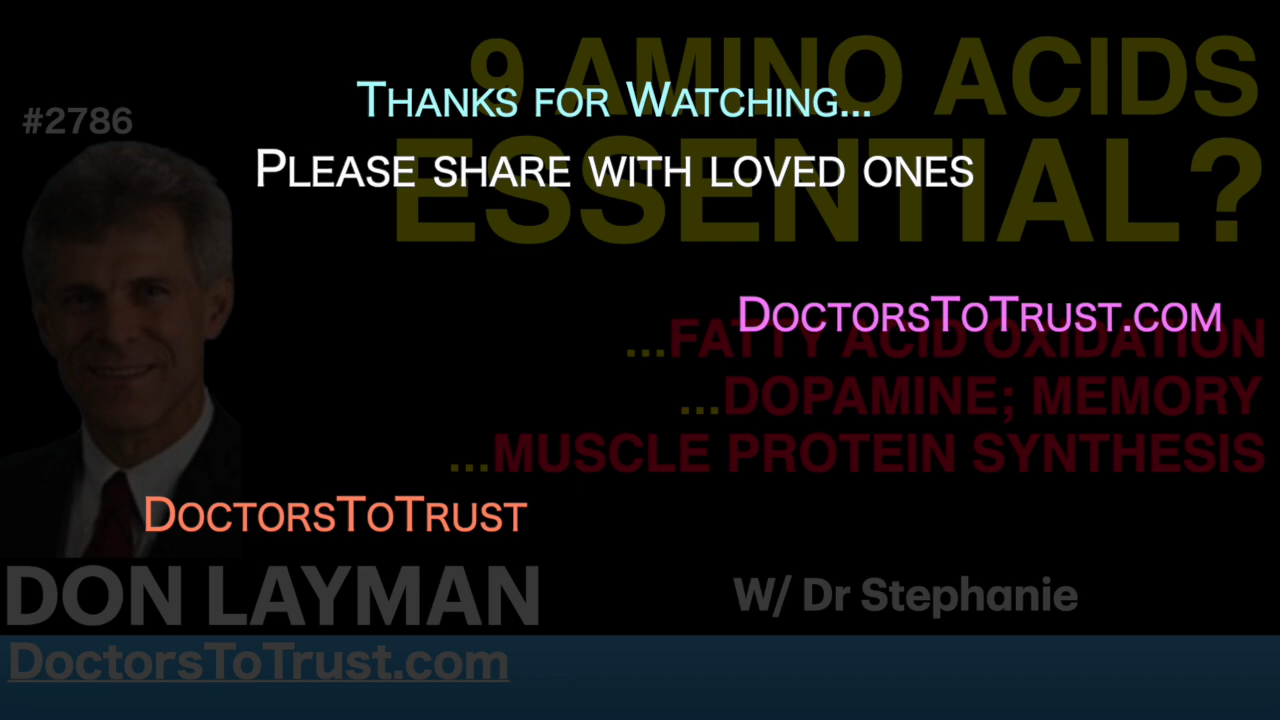 9 AMINO ACIDS
THANKS FOR WATCHING...
#2786
PLEASE SHARE WITH LOVED ONES
ESSENTIAL?
DOCTORSTOTRUST.COM
...FATTY ACID OXIDATION
...DOPAMINE; MEMORY
...MUSCLE PROTEIN SYNTHESIS
DOCTORSTOTRUST
DON LAYMAN
W/ Dr Stephanie
DoctorsToTrust.com